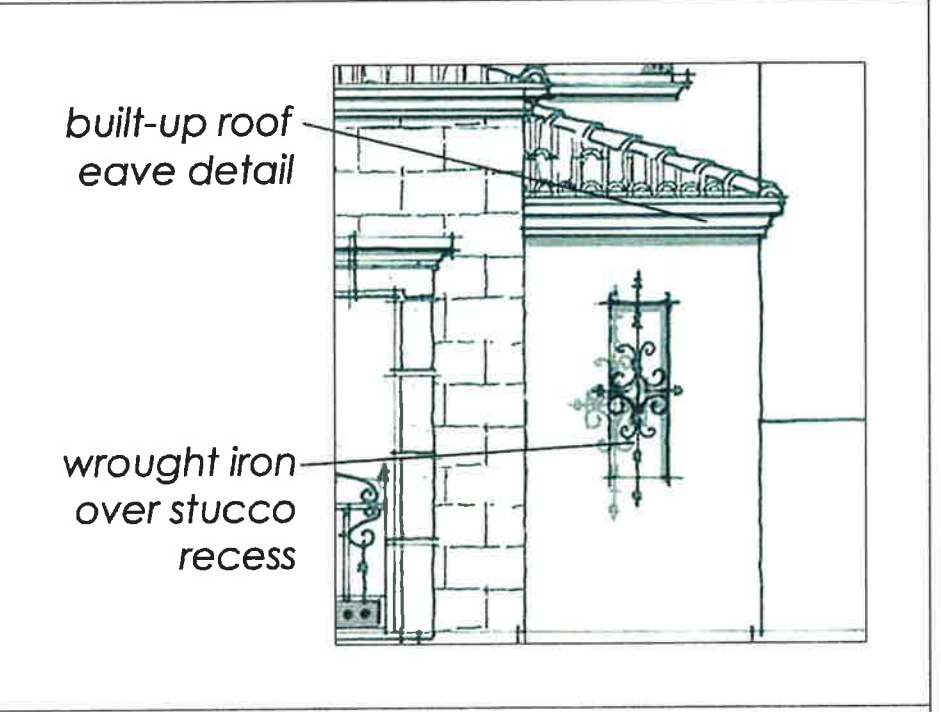 built-up roof
eave detail
wrought iron
over stucco
recess